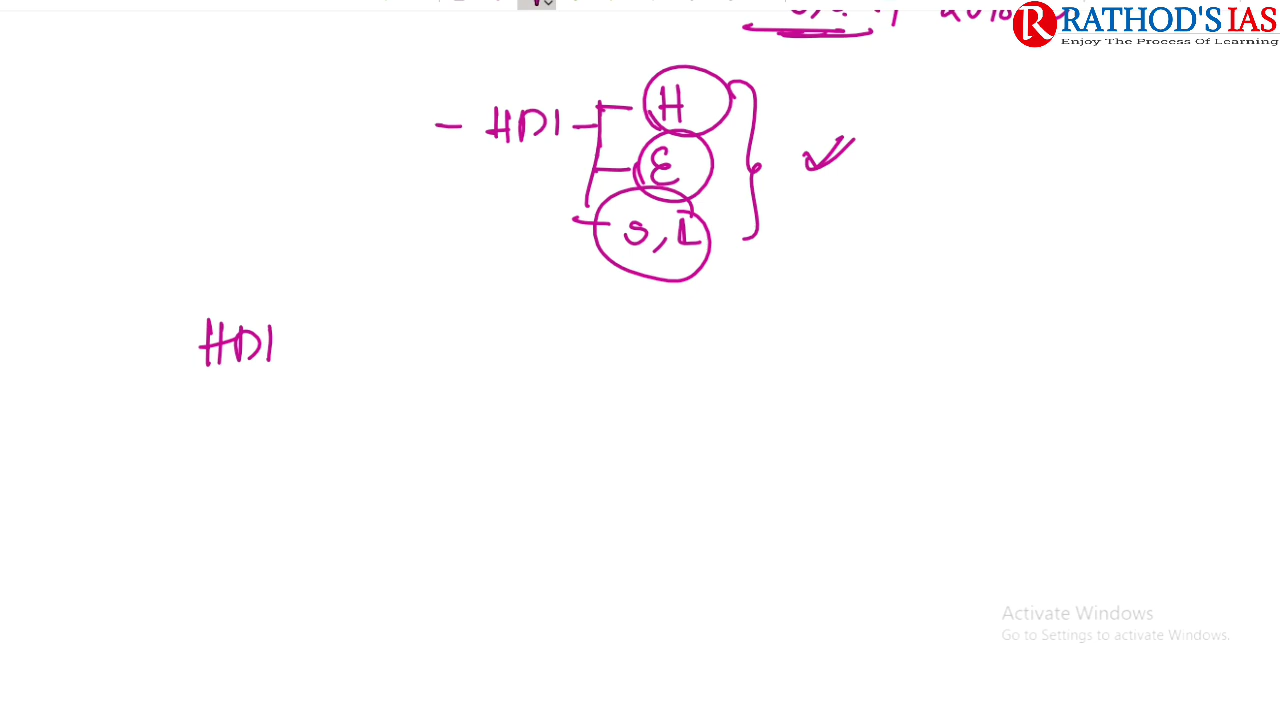 RATHOD'S IAS
Enjoy The Process Of Learning
- HDI - H
E
S, L
HDI
Activate Windows
Go to Settings to activate Windows.